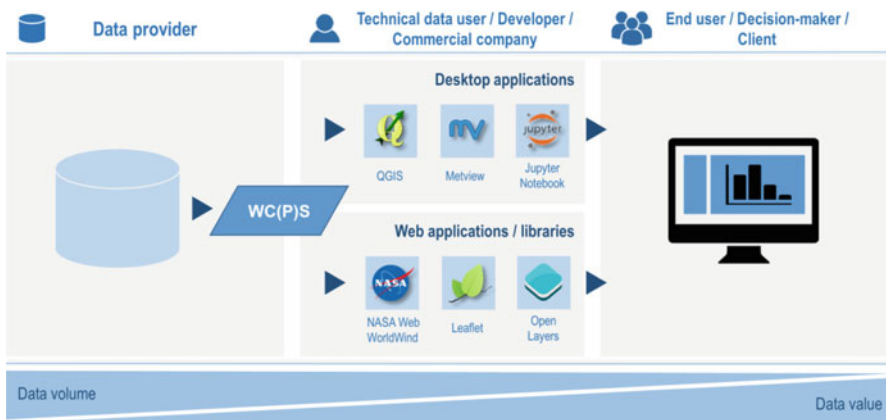 Data provider
Technical data user / Developer /
Commercial company
End user / Decision-maker /
Client
Desktop applications
mv
jupyter
QGIS
Metview
Jupyter
Notebook
WC(P)S
Web applications / libraries
NASA
NASA Web
WorldWind
Leaflet
Open
Layers
Data volume
Data value